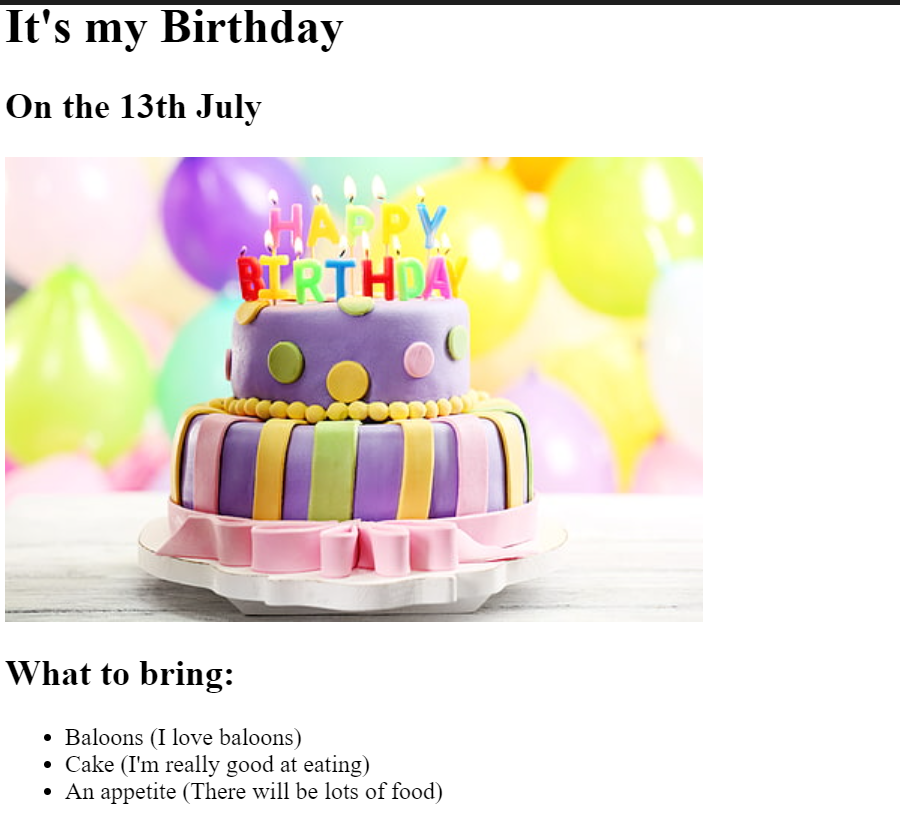 It's my Birthday
On the 13th July
HAPPY
BIRTHDAY
What to bring:
Baloons (I love baloons)
Cake (I'm really good at eating)
An appetite (There will be lots of food)